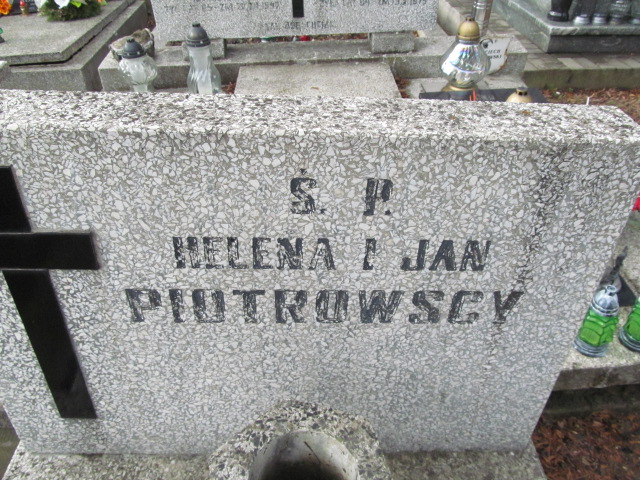 Ś. P.
HELENA I JAN
PIOTROWSCY